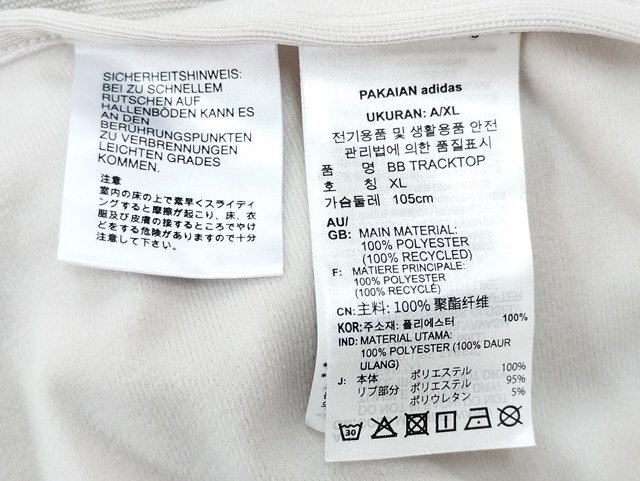 SICHERHEITSHINWEIS:
BEI ZU SCHNELLEM
RUTSCHEN AUF
HALLENBÖDEN KANN ES
AN DEN
BERÜHRUNGSPUNKTEN
ZU VERBRENNUNGEN
LEICHTEN GRADES
KOMMEN.
注意
室内の床の上で素早くスライディ
ングすると摩擦が起こり、床、衣
服及び皮膚の接するところでやけ
どをする危険がありますので十分
注意して下さい。
PAKAIAN adidas
UKURAN: A/XL
전기용품 및 생활용품 안전
관리법에 의한 품질표시
품 명 BB TRACKTOP
호 칭 XL
가슴둘레 105cm
AU/
GB: MAIN MATERIAL:
100% POLYESTER
(100% RECYCLED)
F: MATIERE PRINCIPALE:
100% POLYESTER
(100% RECYCLÉ)
CN: 主料: 100% 聚酯纤维
KOR: 주소재: 폴리에스터 100%
IND: MATERIAL UTAMA:
100% POLYESTER (100% DAUR
ULANG)
J: 本体 ポリエステル 100%
リブ部分 ポリエステル 95%
ポリウレタン 5%
30